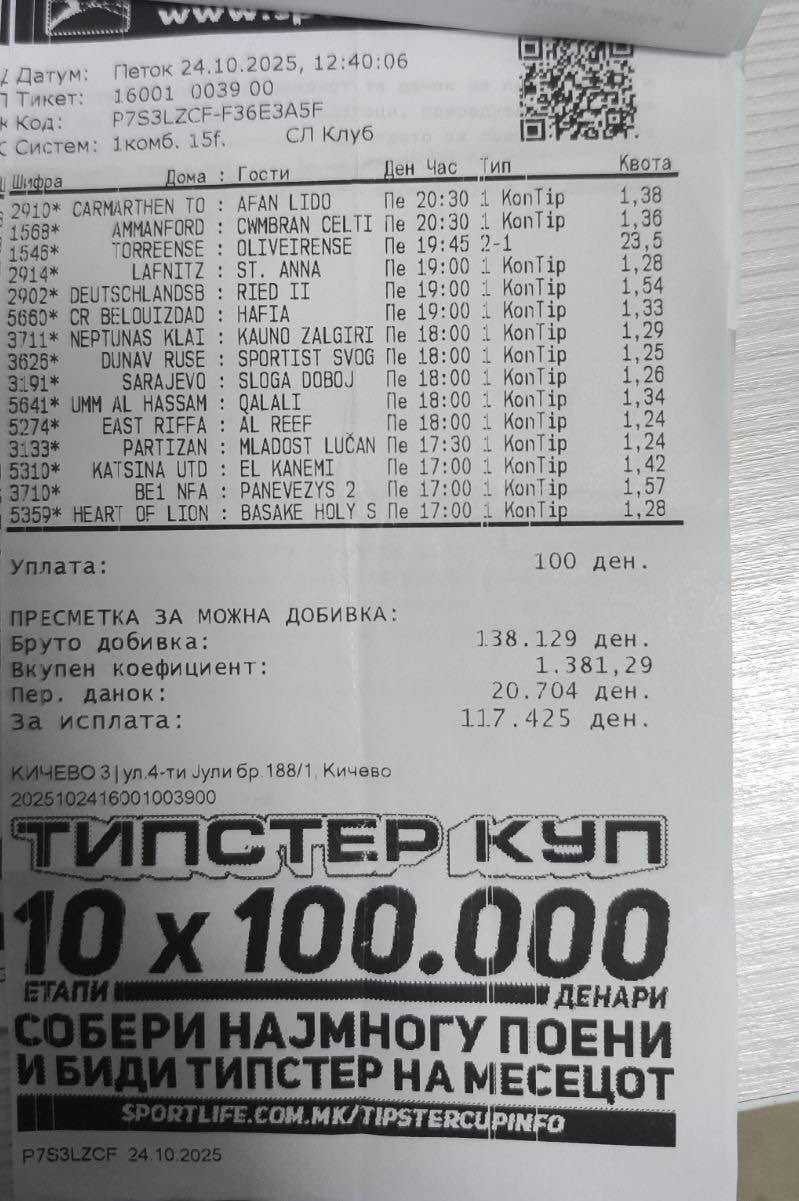 www.sp
Датум: Петок 24.10.2025, 12:40:06
Тикет: 16001 0039 00
Код: P7S3LZCF-F36E3A5F
Систем: 1комб. 15f. СЛ Клуб
Шифра Дома : Гости Ден Час Тип Квота
2910* CARMARTHEN TO : AFAN LIDO Пе 20:30 1 KonTip 1,38
1568* AMMANFORD : CWMBRAN CELTI Пе 20:30 1 KonTip 1,36
1546* TORREENSE : OLIVEIRENSE Пе 19:45 2-1 23,5
2914* LAFNITZ : ST. ANNA Пе 19:00 1 KonTip 1,28
2902* DEUTSCHLANDSB : RIED II Пе 19:00 1 KonTip 1,54
5660* CR BELOUIZDAD : HAFIA Пе 19:00 1 KonTip 1,33
3711* NEPTUNAS KLAI : KAUNO ZALGIRI Пе 18:00 1 KonTip 1,29
3626* DUNAV RUSE : SPORTIST SVOG Пе 18:00 1 KonTip 1,25
3191* SARAJEVO : SLOGA DOBOJ Пе 18:00 1 KonTip 1,26
5641* UMM AL HASSAM : QALALI Пе 18:00 1 KonTip 1,34
5274* EAST RIFFA : AL REEF Пе 18:00 1 KonTip 1,24
3133* PARTIZAN : MLADOST LUČAN Пе 17:30 1 KonTip 1,24
5310* KATSINA UTD : EL KANEMI Пе 17:00 1 KonTip 1,42
3710* BE1 NFA : PANEVEZYS 2 Пе 17:00 1 KonTip 1,57
5359* HEART OF LION : BASAKE HOLY S Пе 17:00 1 KonTip 1,28
Уплата: 100 ден.
ПРЕСМЕТКА ЗА МОЖНА ДОБИВКА:
Бруто добивка: 138.129 ден.
Вкупен коефициент: 1.381,29
Пер. данок: 20.704 ден.
За исплата: 117.425 ден.
КИЧЕВО 3 | ул.4-ти Јули бр.188/1, Кичево
2025102416001003900
ТИПСТЕР КУП
10 x 100.000
ЕТАПИ ДЕНАРИ
СОБЕРИ НАЈМНОГУ ПОЕНИ
И БИДИ ТИПСТЕР НА МЕСЕЦОТ
SPORTLIFE.COM.MK/TIPSTERCUPINFO
P7S3LZCF 24.10.2025